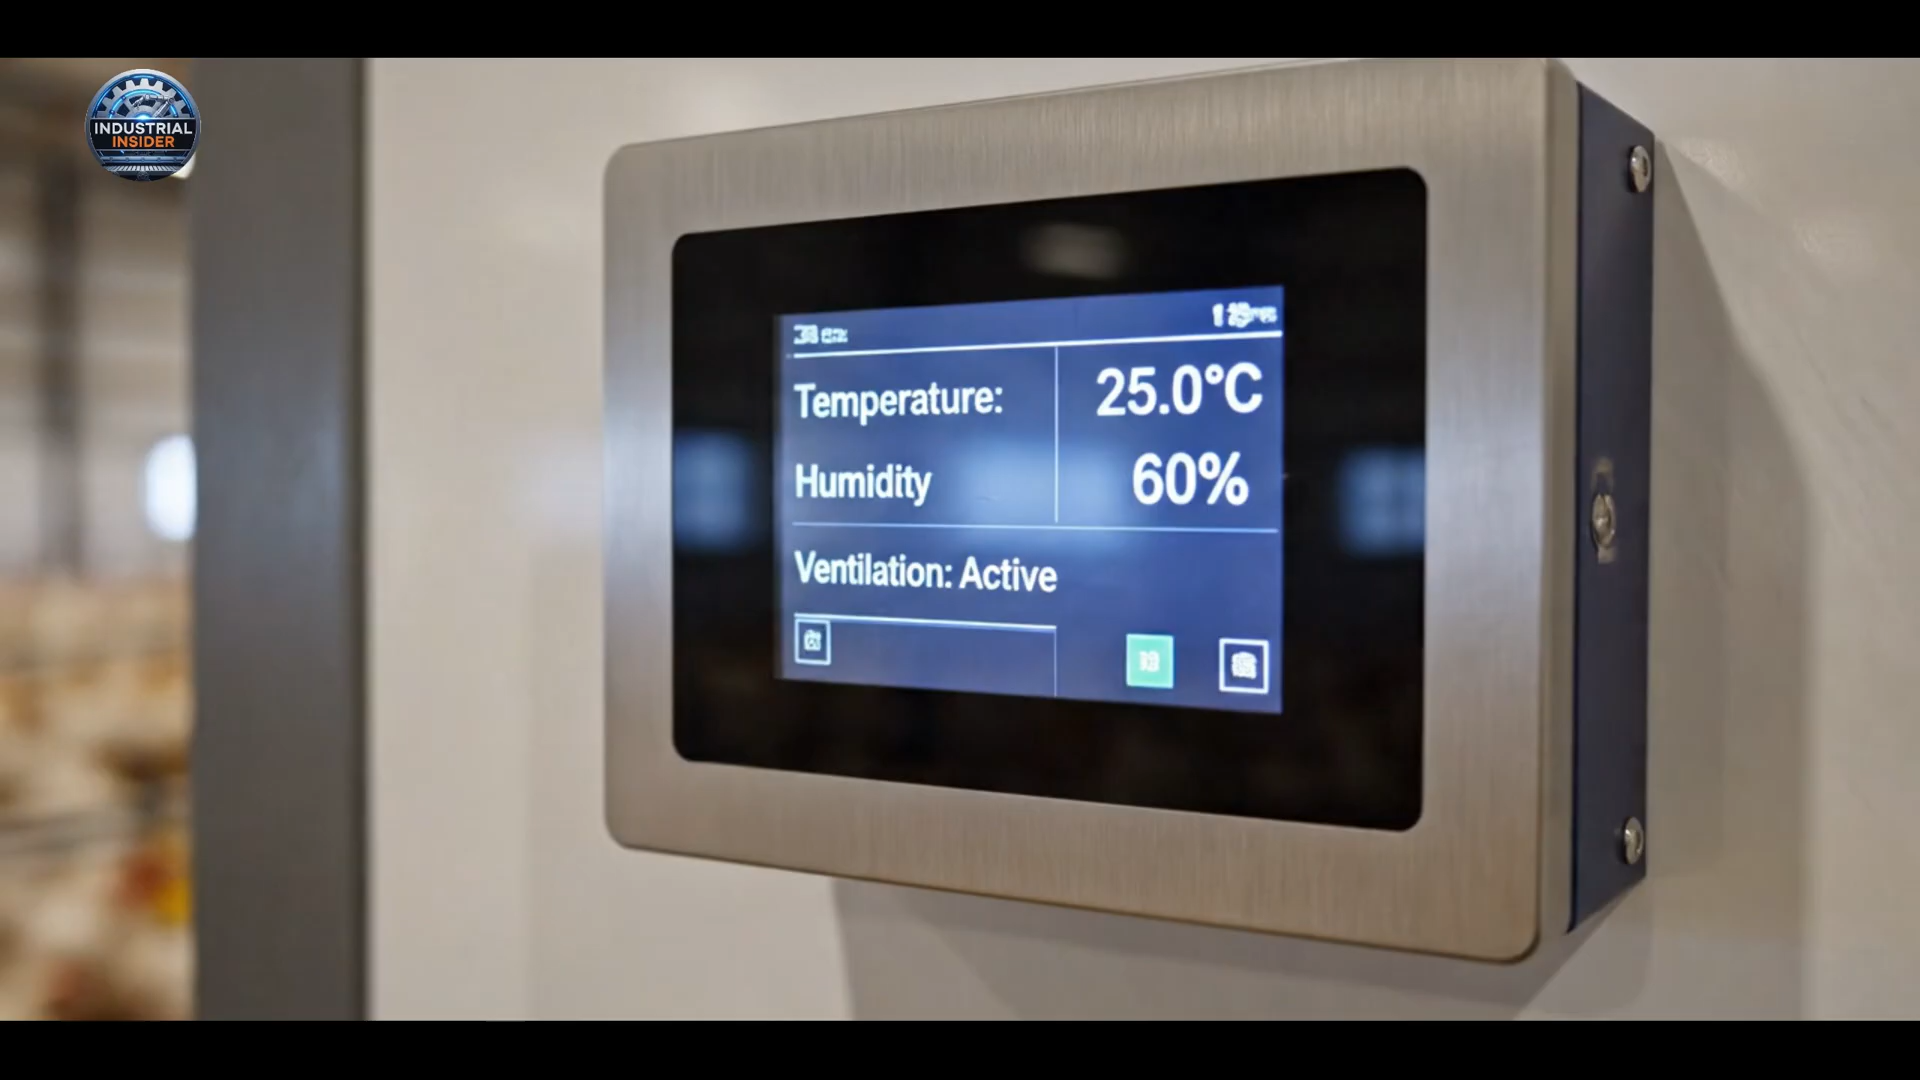 INDUSTRIAL
INSIDER
Temperature: 25.0°C
Humidity 60%
Ventilation: Active